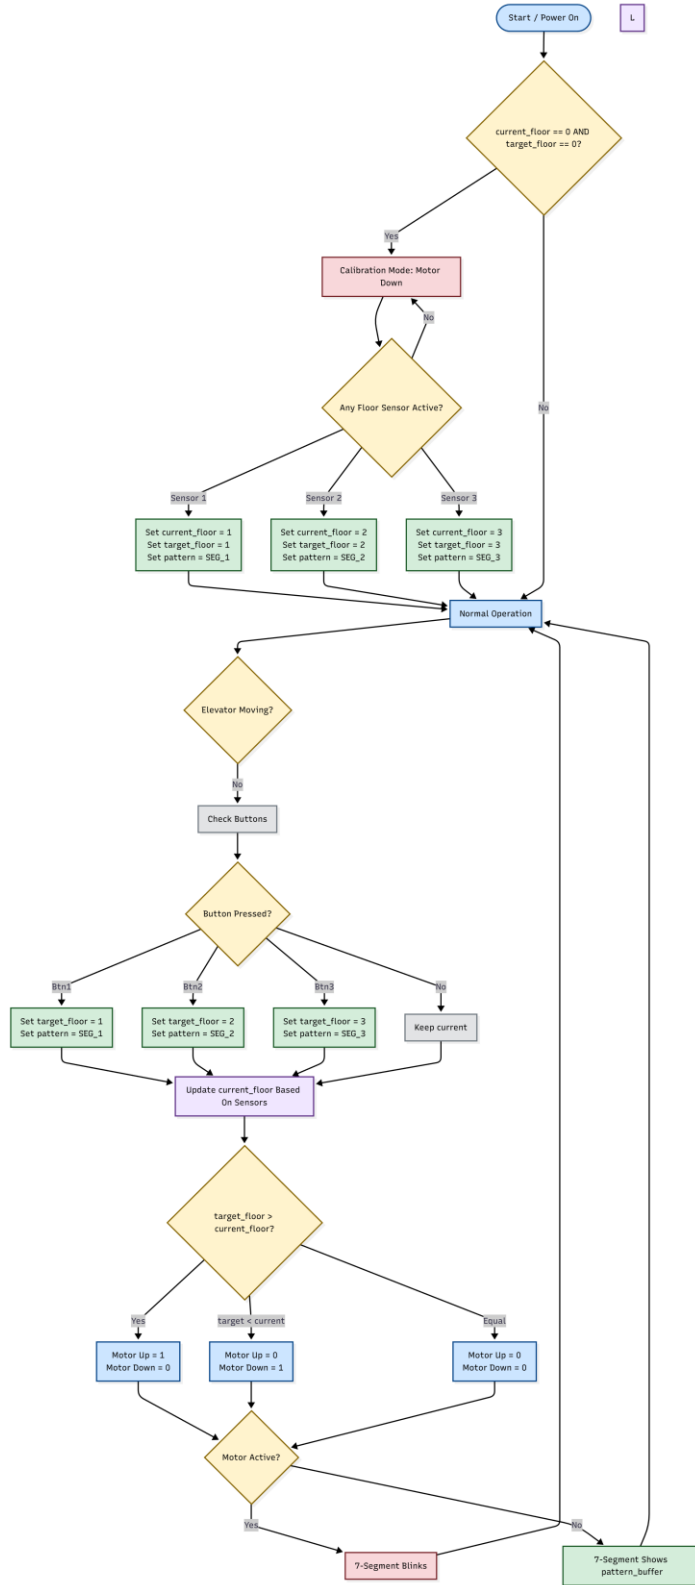 Start / Power On
L
current_floor == 0 AND
target_floor == 0?
Yes
Calibration Mode: Motor
Down
No
Any Floor Sensor Active?
No
Sensor 1
Sensor 2
Sensor 3
Set current_floor = 1
Set target_floor = 1
Set pattern = SEG_1
Set current_floor = 2
Set target_floor = 2
Set pattern = SEG_2
Set current_floor = 3
Set target_floor = 3
Set pattern = SEG_3
Normal Operation
Elevator Moving?
No
Check Buttons
Button Pressed?
Btn1
Btn2
Btn3
No
Set target_floor = 1
Set pattern = SEG_1
Set target_floor = 2
Set pattern = SEG_2
Set target_floor = 3
Set pattern = SEG_3
Keep current
Update current_floor Based
On Sensors
target_floor >
current_floor?
Yes
target < current
Equal
Motor Up = 1
Motor Down = 0
Motor Up = 0
Motor Down = 1
Motor Up = 0
Motor Down = 0
Motor Active?
Yes
No
7-Segment Blinks
7-Segment Shows
pattern_buffer